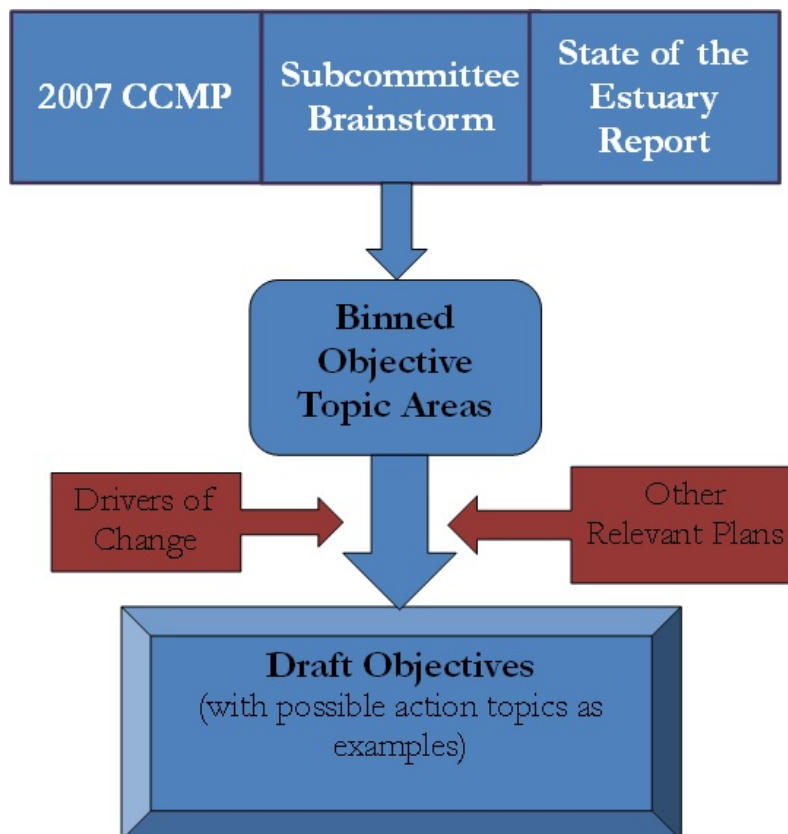 2007 CCMP
Subcommittee
Brainstorm
State of the
Estuary
Report
Binned
Objective
Topic Areas
Drivers of
Change
Other
Relevant Plans
Draft Objectives
(with possible action topics as
examples)